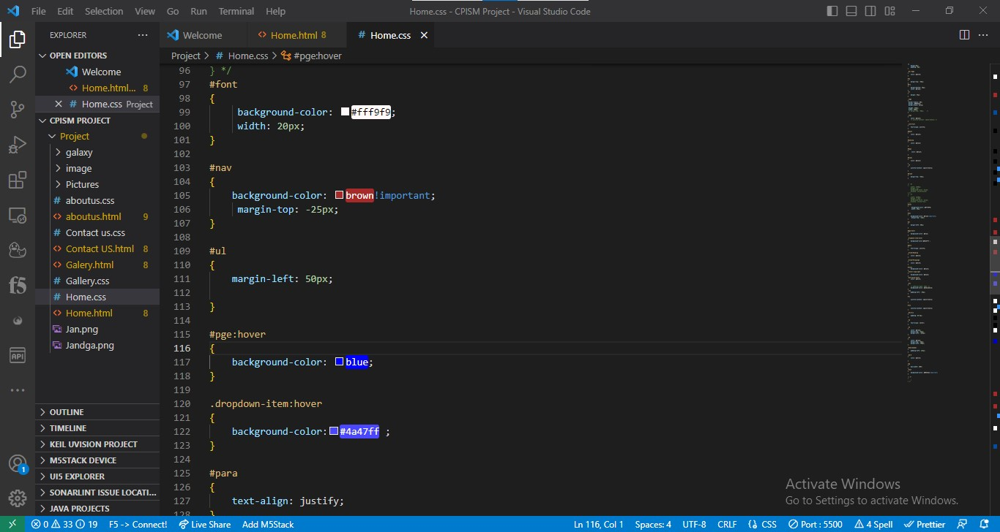 File Edit Selection View Go Run Terminal Help
Home.css - CPISM Project - Visual Studio Code
EXPLORER
OPEN EDITORS
Welcome
Home.html... 8
Home.css Project
CPISM PROJECT
Project
galaxy
image
Pictures
aboutus.css
aboutus.html 9
Contact us.css
Contact US.html 8
Galery.html 8
Gallery.css
Home.css
Home.html 8
Jan.png
Jandga.png
OUTLINE
TIMELINE
KEIL UVISION PROJECT
M5STACK DEVICE
UI5 EXPLORER
SONARLINT ISSUE LOCATI...
JAVA PROJECTS
f5
API
1
Welcome
Home.html 8
Home.css
Project > Home.css > #pge:hover
96 } */
97 #font
98 {
99 background-color: #fff9f9;
100 width: 20px;
101 }
102
103 #nav
104 {
105 background-color: brown!important;
106 margin-top: -25px;
107 }
108
109 #ul
110 {
111 margin-left: 50px;
112
113 }
114
115 #pge:hover
116 {
117 background-color: blue;
118 }
119
120 .dropdown-item:hover
121 {
122 background-color: #4a47ff ;
123 }
124
125 #para
126 {
127 text-align: justify;
128 }
Activate Windows
Go to Settings to activate Windows.
0 33 19 F5 -> Connect! Live Share Add M5Stack
Ln 116, Col 1 Spaces: 4 UTF-8 CRLF {} CSS Port : 5500 4 Spell Prettier